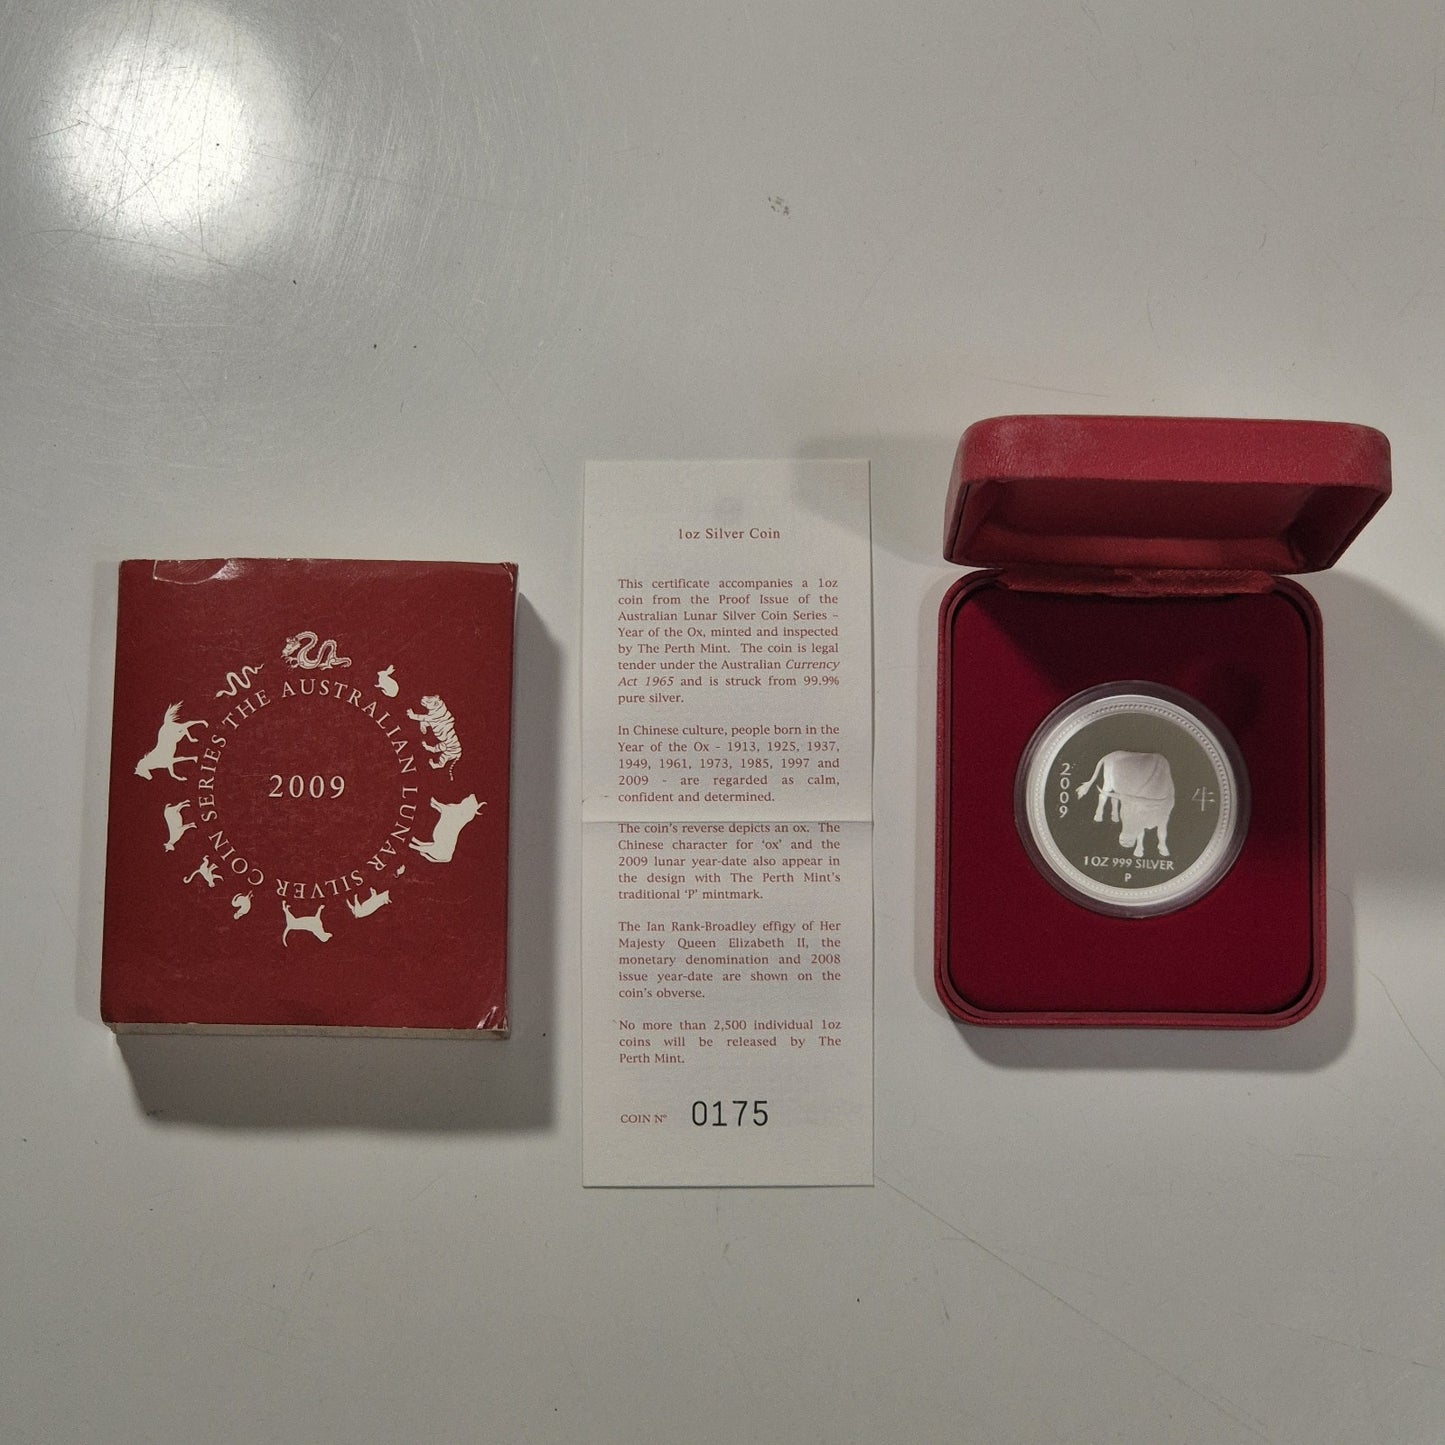 THE AUSTRALIAN LUNAR SILVER COIN SERIES
2009
1oz Silver Coin
This certificate accompanies a 1oz
coin from the Proof Issue of the
Australian Lunar Silver Coin Series –
Year of the Ox, minted and inspected
by The Perth Mint. The coin is legal
tender under the Australian Currency
Act 1965 and is struck from 99.9%
pure silver.
In Chinese culture, people born in the
Year of the Ox - 1913, 1925, 1937,
1949, 1961, 1973, 1985, 1997 and
2009 - are regarded as calm,
confident and determined.
The coin's reverse depicts an ox. The
Chinese character for 'ox' and the
2009 lunar year-date also appear in
the design with The Perth Mint's
traditional 'P' mintmark.
The Ian Rank-Broadley effigy of Her
Majesty Queen Elizabeth II, the
monetary denomination and 2008
issue year-date are shown on the
coin's obverse.
No more than 2,500 individual 1oz
coins will be released by The
Perth Mint.
COIN Nº 0175
2009
牛
1 OZ 999 SILVER
P